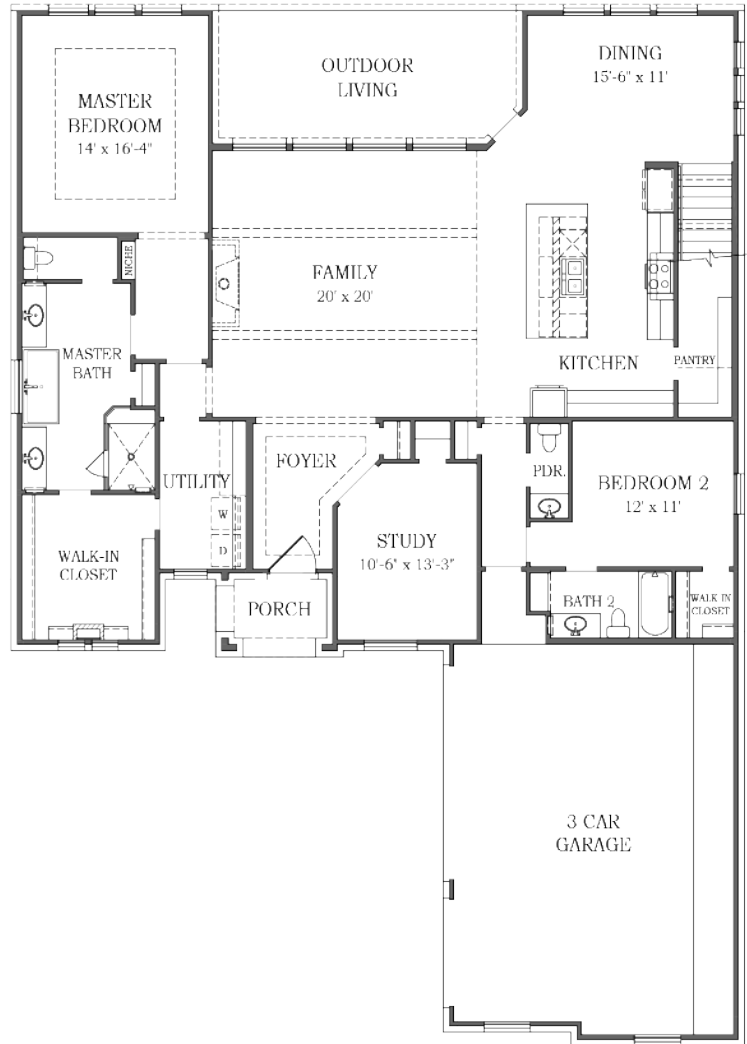 OUTDOOR
LIVING
DINING
15'-6" x 11'
MASTER
BEDROOM
14' x 16'-4"
NICHE
FAMILY
20' x 20'
MASTER
BATH
KITCHEN
PANTRY
FOYER
UTILITY
PDR.
BEDROOM 2
12' x 11'
W
D
STUDY
10'-6" x 13'-3"
WALK-IN
CLOSET
PORCH
BATH 2
WALK IN
CLOSET
3 CAR
GARAGE